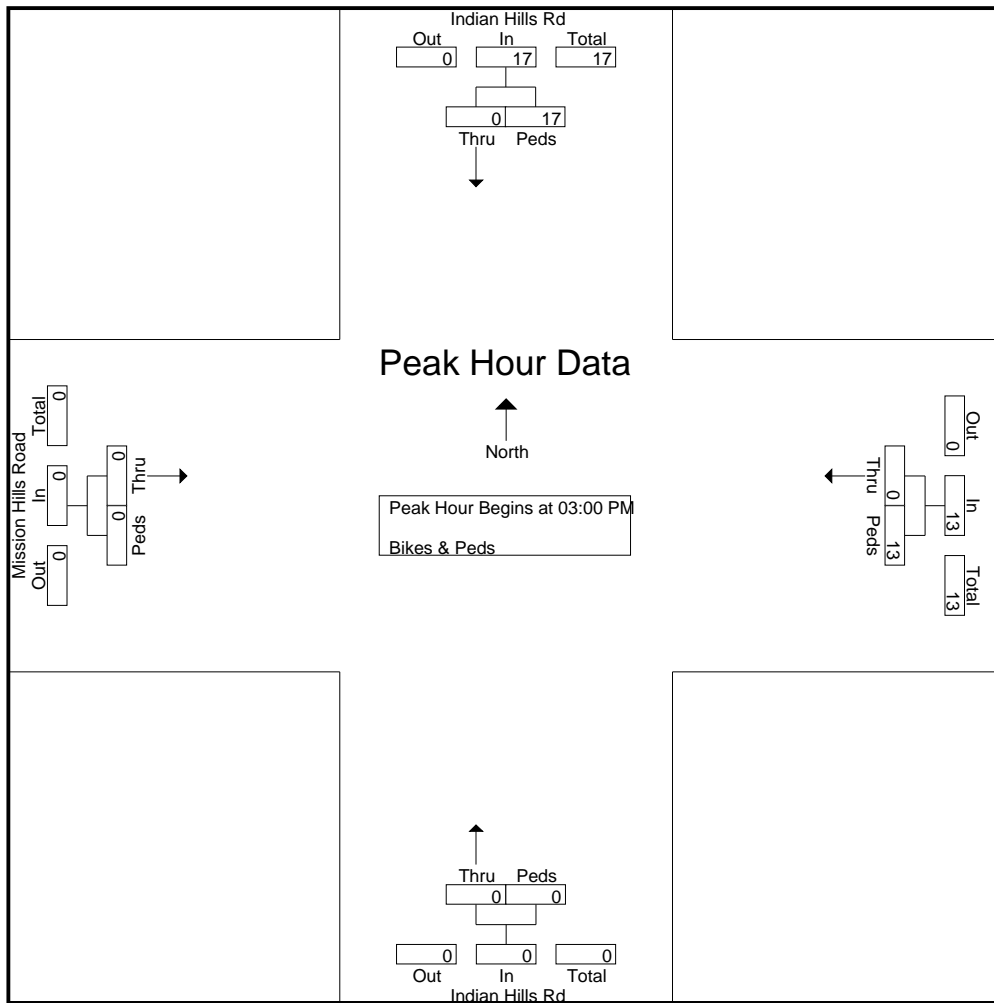 Indian Hills Rd
Out In Total
0 17 17
0 17
Thru Peds
Peak Hour Data
North
Peak Hour Begins at 03:00 PM
Bikes & Peds
Mission Hills Road
Out In Total
0 0 0
Peds Thru
0 0
Out In Total
0 13 13
Thru Peds
0 13
Thru Peds
0 0
0 0 0
Out In Total
Indian Hills Rd